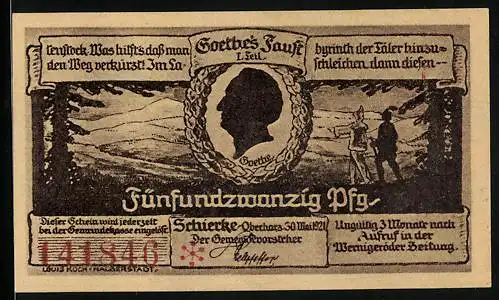 Goethe's Faust
I. Teil.
lenstock. Was hilft's daß man
den Weg verkürzt! Im La-
byrinth der Täler hinzu-
schleichen, dann diesen--
Goethe
Fünfundzwanzig Pfg.
Dieser Schein wird jederzeit
bei der Gemeindekasse eingelöst
141846
Schierke-Oberharz. 30 Mai 1921
Der Gemeindevorsteher
Ungültig 3 Monate nach
Aufruf in der
Wernigeröder Zeitung.
LOUIS KOCH·HALBERSTADT.